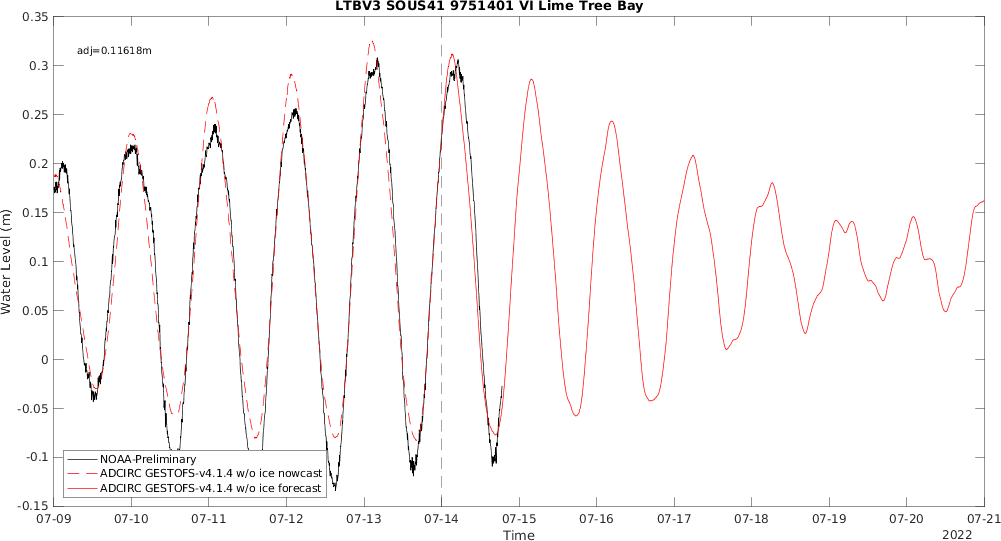 LTBV3 SOUS41 9751401 VI Lime Tree Bay
adj=0.11618m
0.35
0.3
0.25
0.2
0.15
0.1
0.05
0
-0.05
-0.1
-0.15
Water Level (m)
NOAA-Preliminary
ADCIRC GESTOFS-v4.1.4 w/o ice nowcast
ADCIRC GESTOFS-v4.1.4 w/o ice forecast
07-09 07-10 07-11 07-12 07-13 07-14 07-15 07-16 07-17 07-18 07-19 07-20 07-21
Time
2022